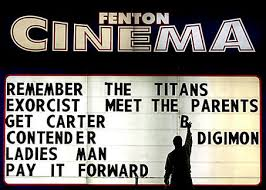 FENTON
CINEMA
REMEMBER THE TITANS
EXORCIST MEET THE PARENTS
GET CARTER B
CONTENDER DIGIMON
LADIES MAN
PAY IT FORWARD